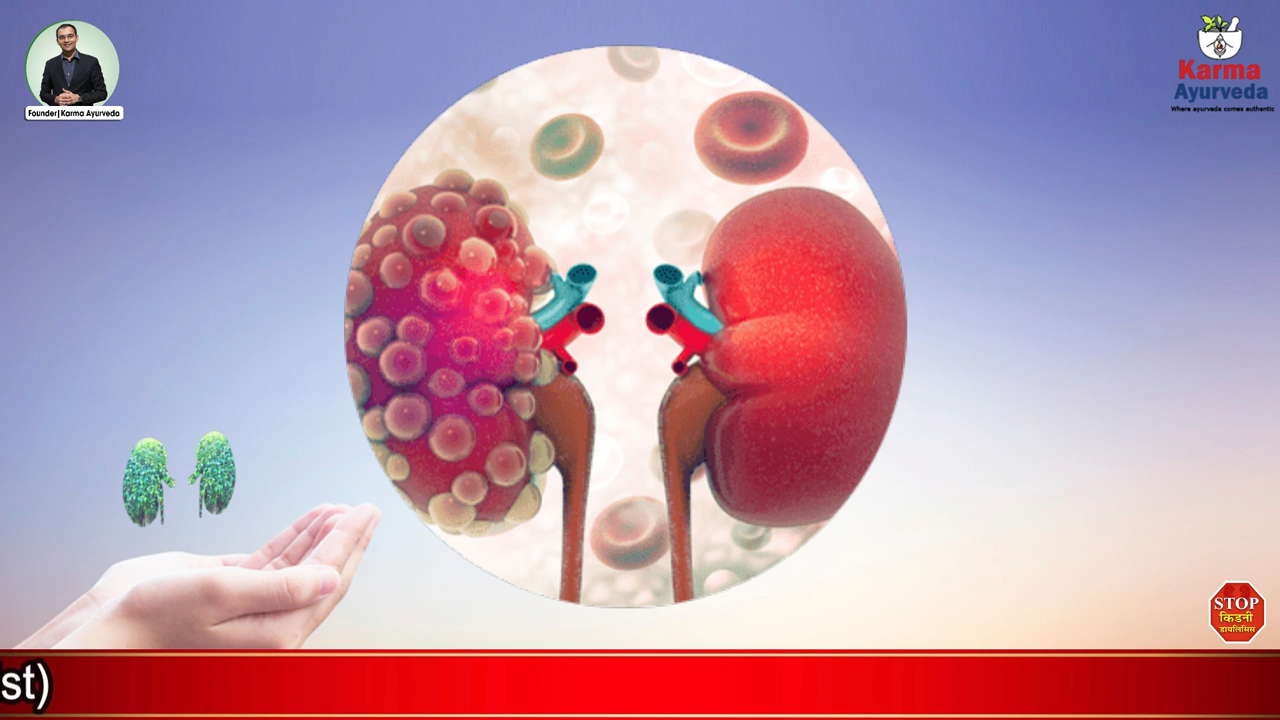 Founder|Karma Ayurveda
Karma
Ayurveda
Where ayurveda comes authentic
STOP
किडनी
डायलिसिस
st)